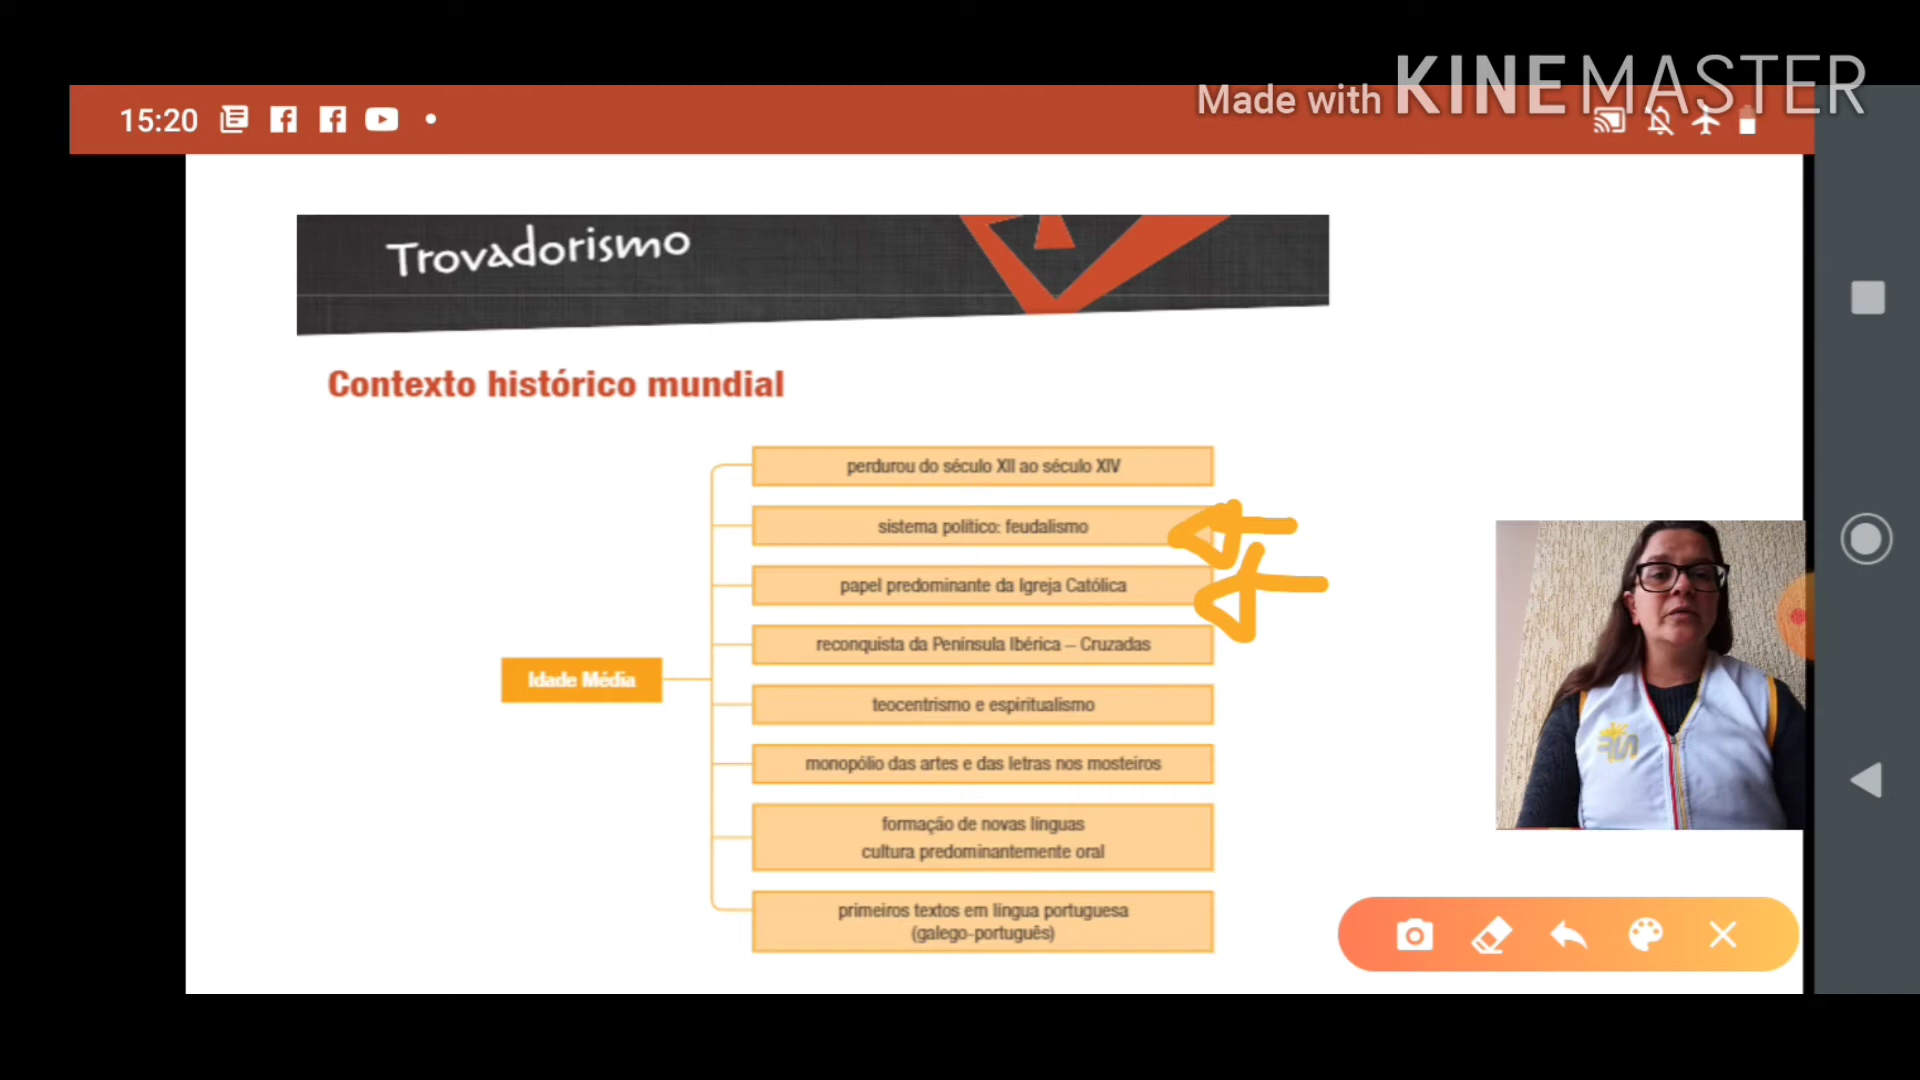 Made with KINEMASTER
15:20
Trovadorismo
Contexto histórico mundial
perdurou do século XII ao século XIV
sistema político: feudalismo
papel predominante da Igreja Católica
reconquista da Península Ibérica – Cruzadas
Idade Média
teocentrismo e espiritualismo
monopólio das artes e das letras nos mosteiros
formação de novas línguas
cultura predominantemente oral
primeiros textos em língua portuguesa
(galego-português)